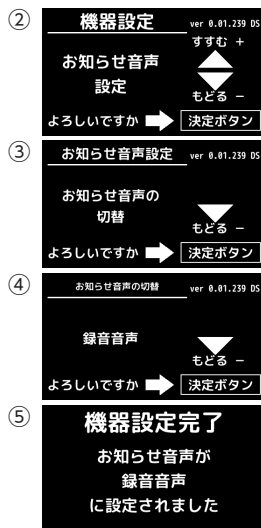 ②
機器設定
ver 0.01.239 DS
すすむ ＋
お知らせ音声
設定
もどる －
よろしいですか
決定ボタン
③
お知らせ音声設定
ver 0.01.239 DS
お知らせ音声の
切替
もどる －
よろしいですか
決定ボタン
④
お知らせ音声の切替
ver 0.01.239 DS
録音音声
もどる －
よろしいですか
決定ボタン
⑤
機器設定完了
お知らせ音声が
録音音声
に設定されました